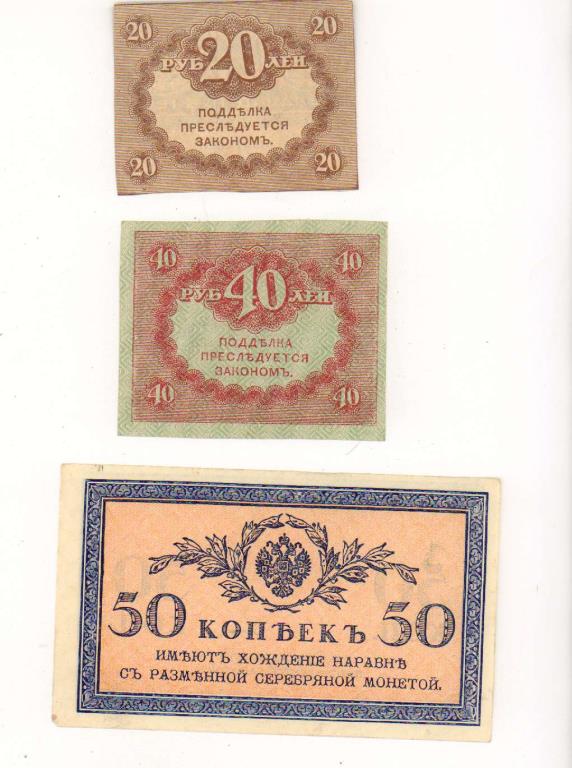 20 20
РУБ 20 ЛЕЙ
ПОДДѢЛКА
ПРЕСЛѢДУЕТСЯ
ЗАКОНОМЪ.
20 20
40 40
РУБ 40 ЛЕЙ
ПОДДѢЛКА
ПРЕСЛѢДУЕТСЯ
ЗАКОНОМЪ.
40 40
50 КОПѢЕКЪ 50
ИМѢЮТЪ ХОЖДЕНІЕ НАРАВНѢ
СЪ РАЗМѢННОЙ СЕРЕБРЯНОЙ МОНЕТОЙ.